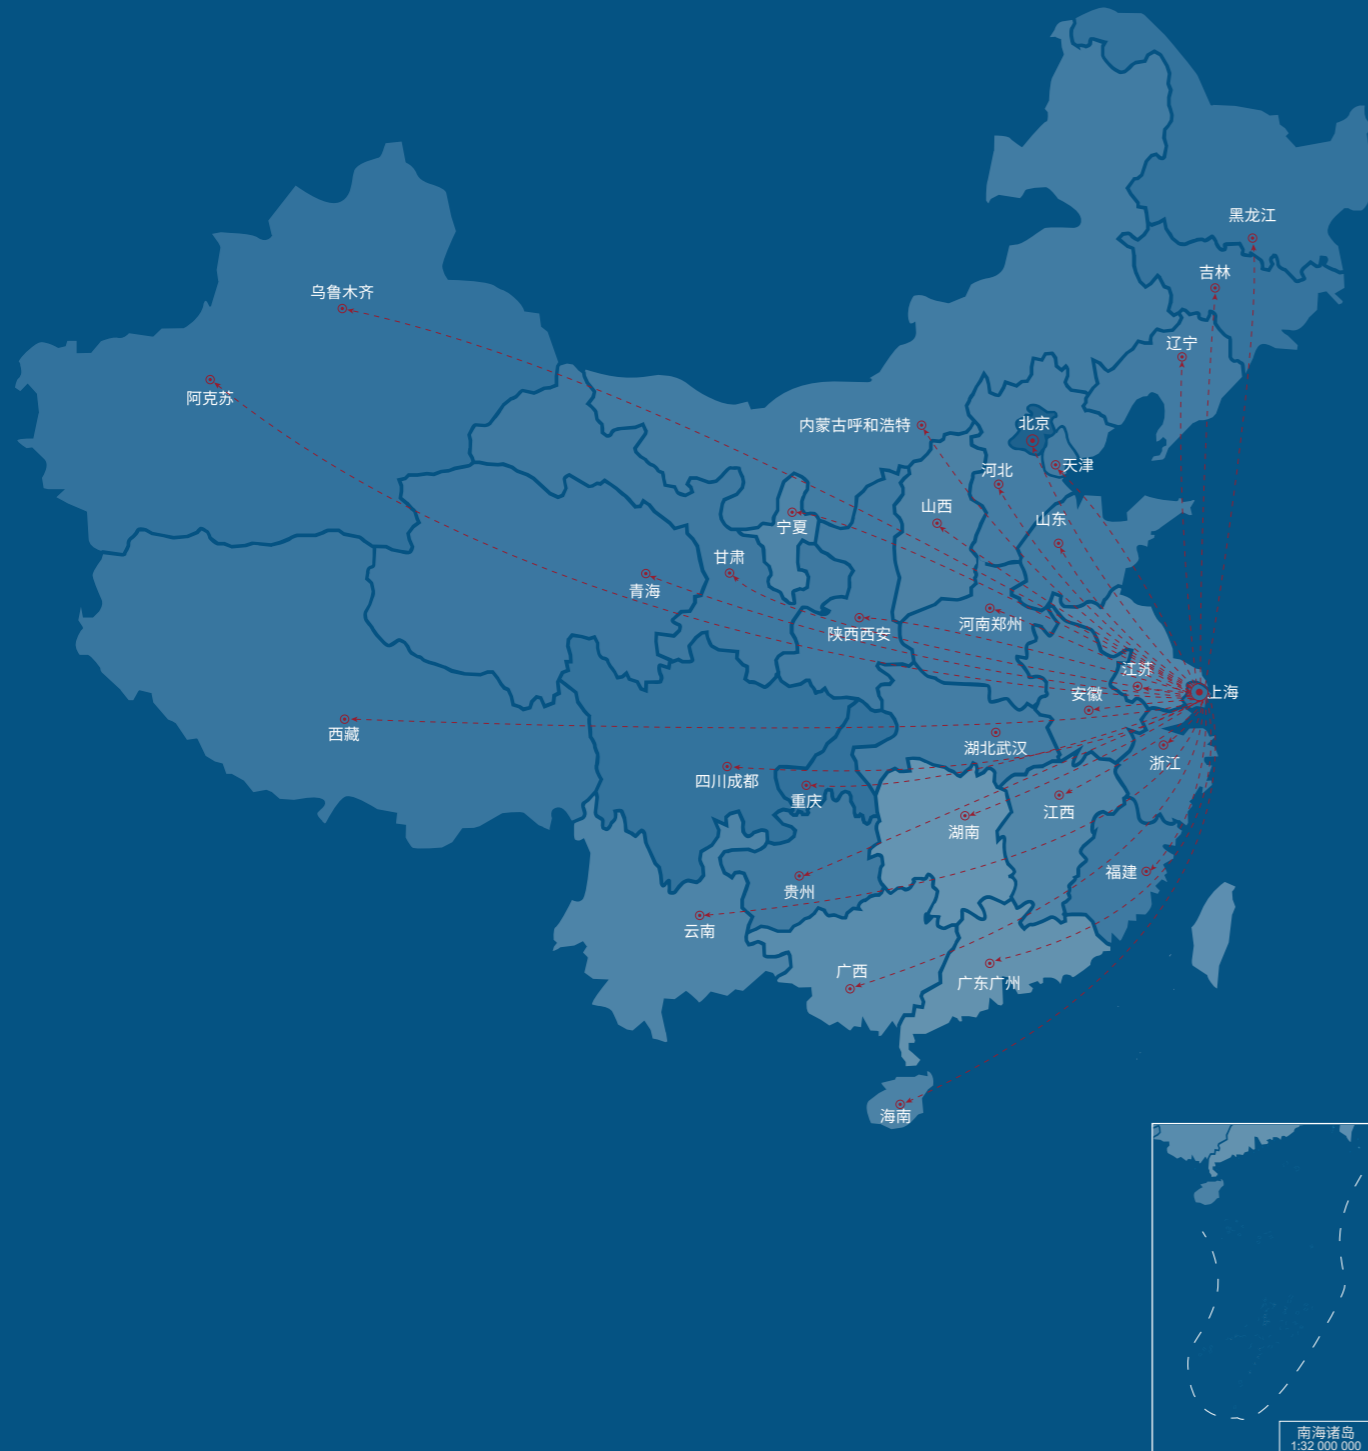 黑龙江
吉林
乌鲁木齐
辽宁
阿克苏
北京
内蒙古呼和浩特
天津
河北
山西
山东
宁夏
甘肃
青海
河南郑州
陕西西安
江苏
上海
安徽
西藏
湖北武汉
浙江
四川成都
重庆
江西
湖南
福建
贵州
云南
广西
广东广州
海南
南海诸岛
1:32 000 000